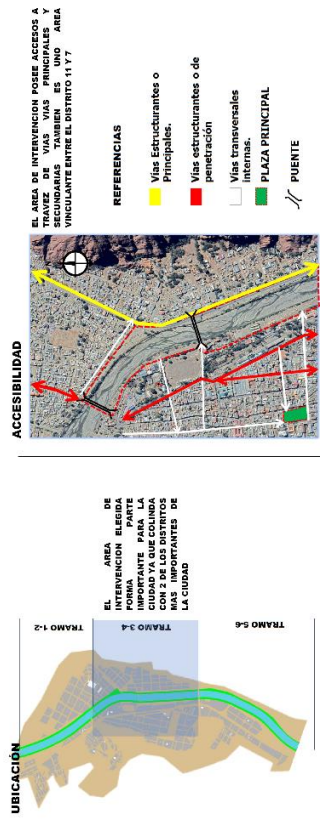 UBICACIÓN
TRAMO 1-2
TRAMO 3-4
TRAMO 5-6
EL AREA DE
INTERVENCION ELEGIDA
FORMA PARTE
IMPORTANTE PARA LA
CIUDAD YA QUE COLINDA
CON 2 DE LOS DISTRITOS
MAS IMPORTANTES DE
LA CIUDAD
ACCESIBILIDAD
EL AREA DE INTERVENCION POSEE ACCESOS A
TRAVEZ DE VIAS VIAS PRINCIPALES Y
SECUNDARIAS TAMBIEN ES UNO AREA
VINCULANTE ENTRE EL DISTRITO 11 Y 7
REFERENCIAS
Vías Estructurantes o
Principales.
Vías estructurantes o de
penetración
Vías transversales
internas.
PLAZA PRINCIPAL
PUENTE